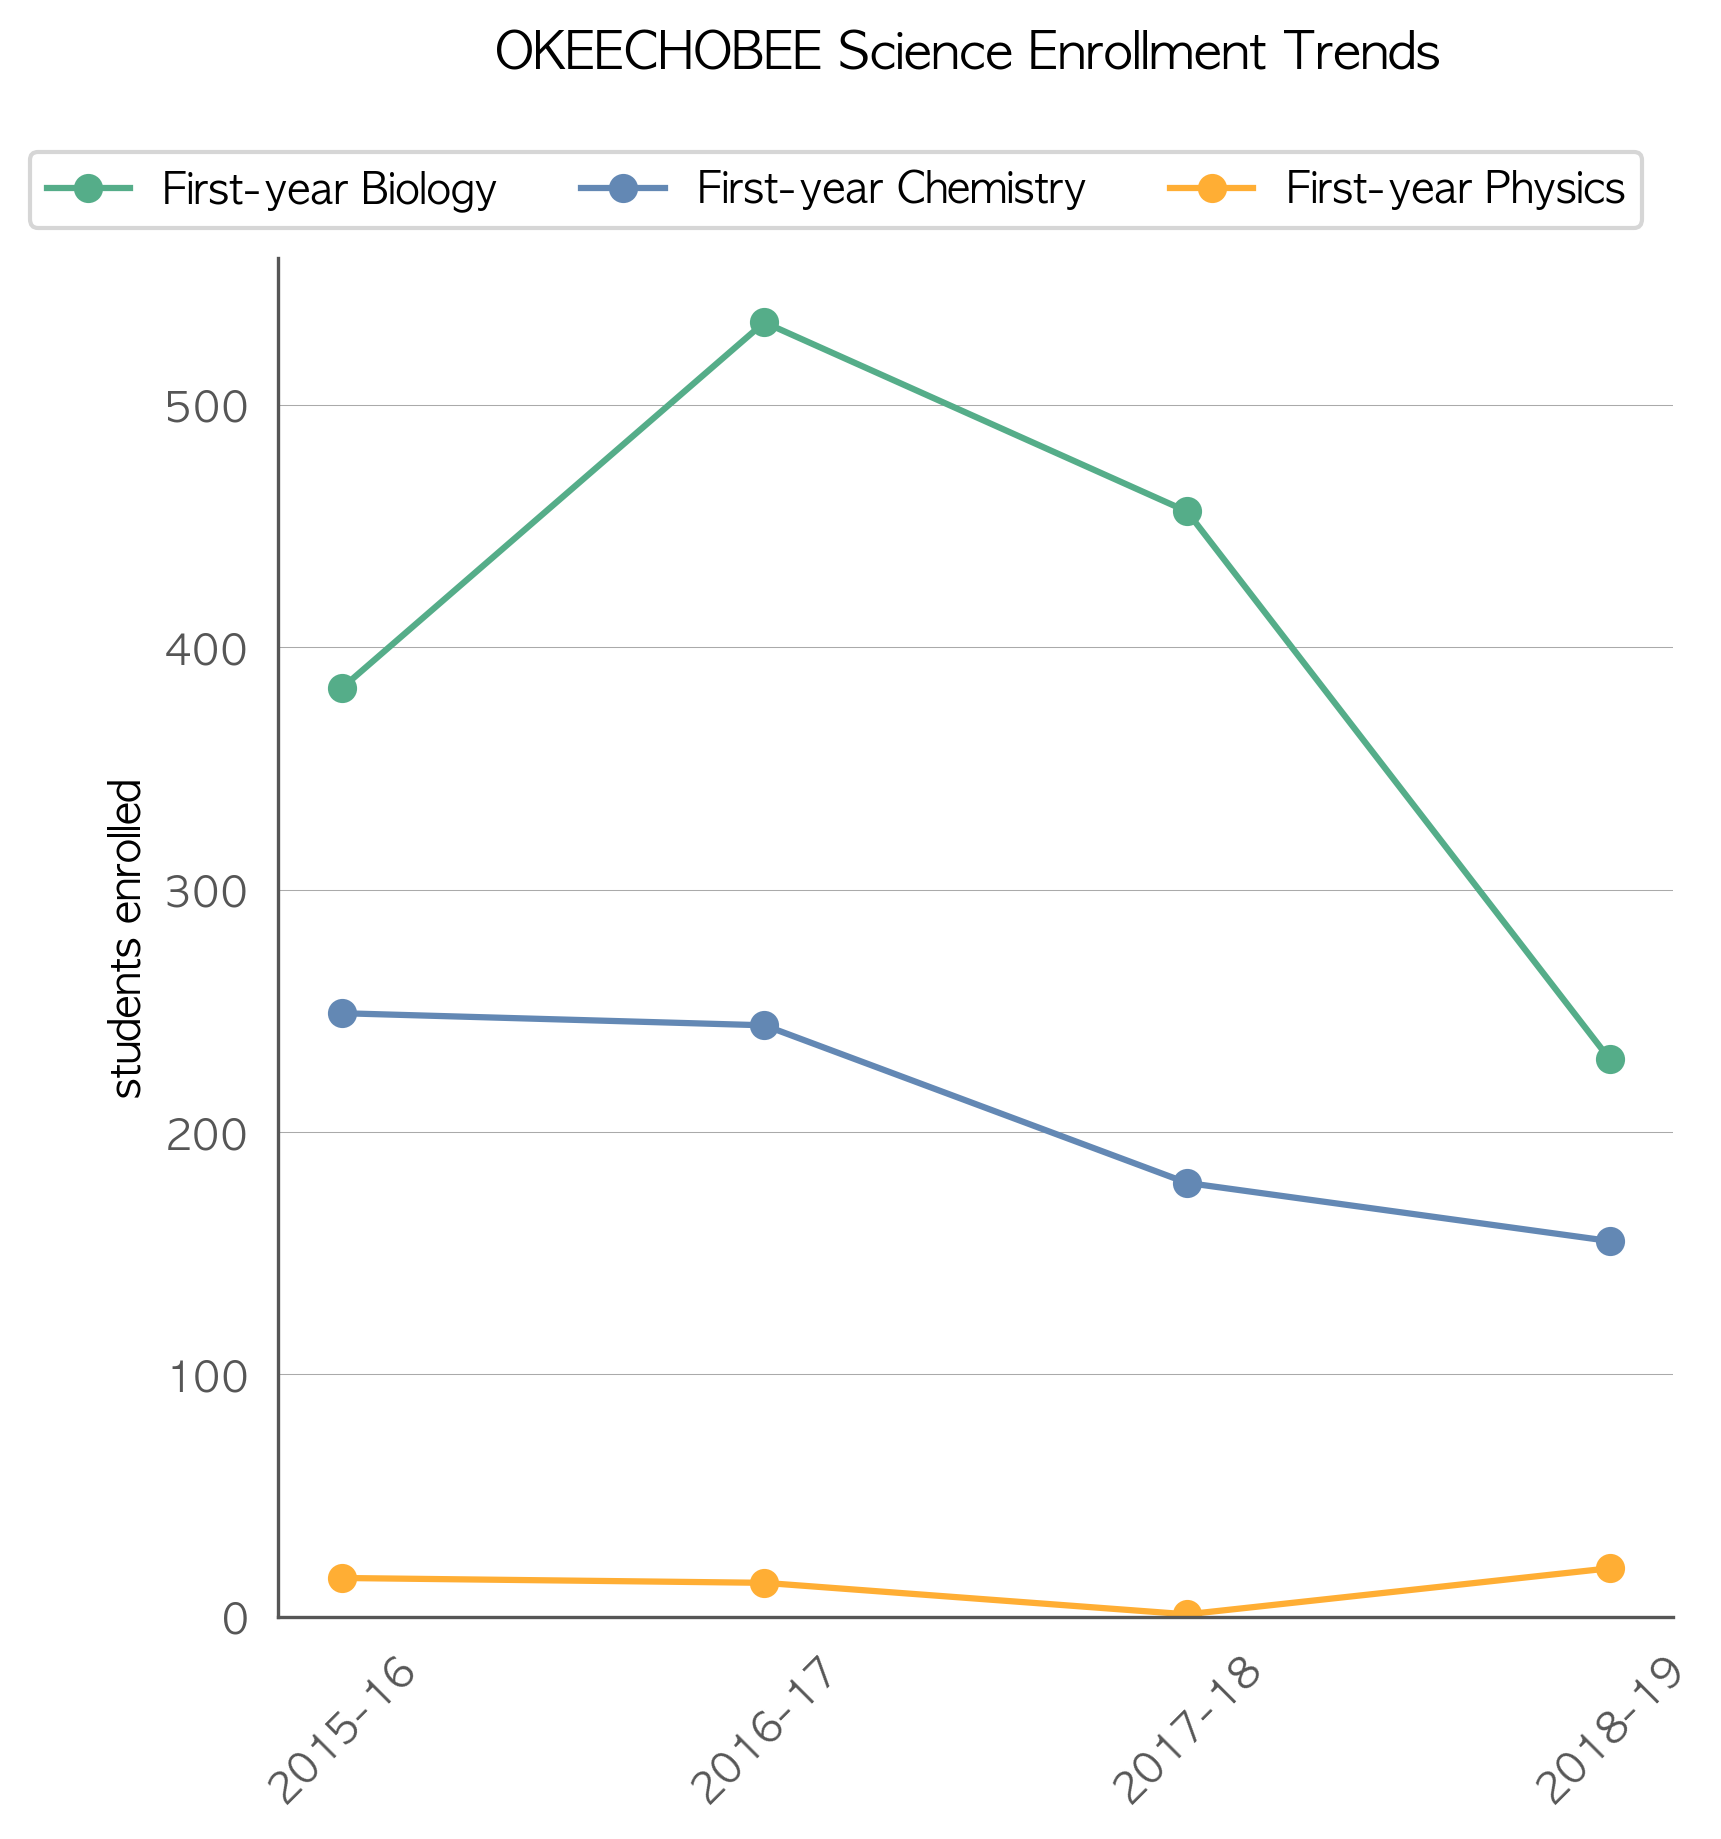 OKEECHOBEE Science Enrollment Trends
First-year Biology First-year Chemistry First-year Physics
500
400
300
200
100
0
students enrolled
2015-16 2016-17 2017-18 2018-19